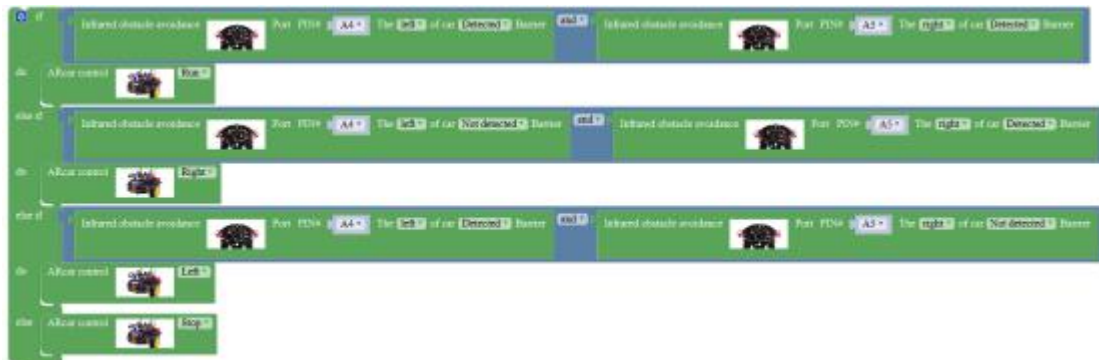 if Infrared obstacle avoidance Port PIN# A4 The left of car Detected Barrier and Infrared obstacle avoidance Port PIN# A5 The right of car Detected Barrier
do ARcar control Run
else if Infrared obstacle avoidance Port PIN# A4 The left of car Not detected Barrier and Infrared obstacle avoidance Port PIN# A5 The right of car Detected Barrier
do ARcar control Right
else if Infrared obstacle avoidance Port PIN# A4 The left of car Detected Barrier and Infrared obstacle avoidance Port PIN# A5 The right of car Not detected Barrier
do ARcar control Left
else ARcar control Stop